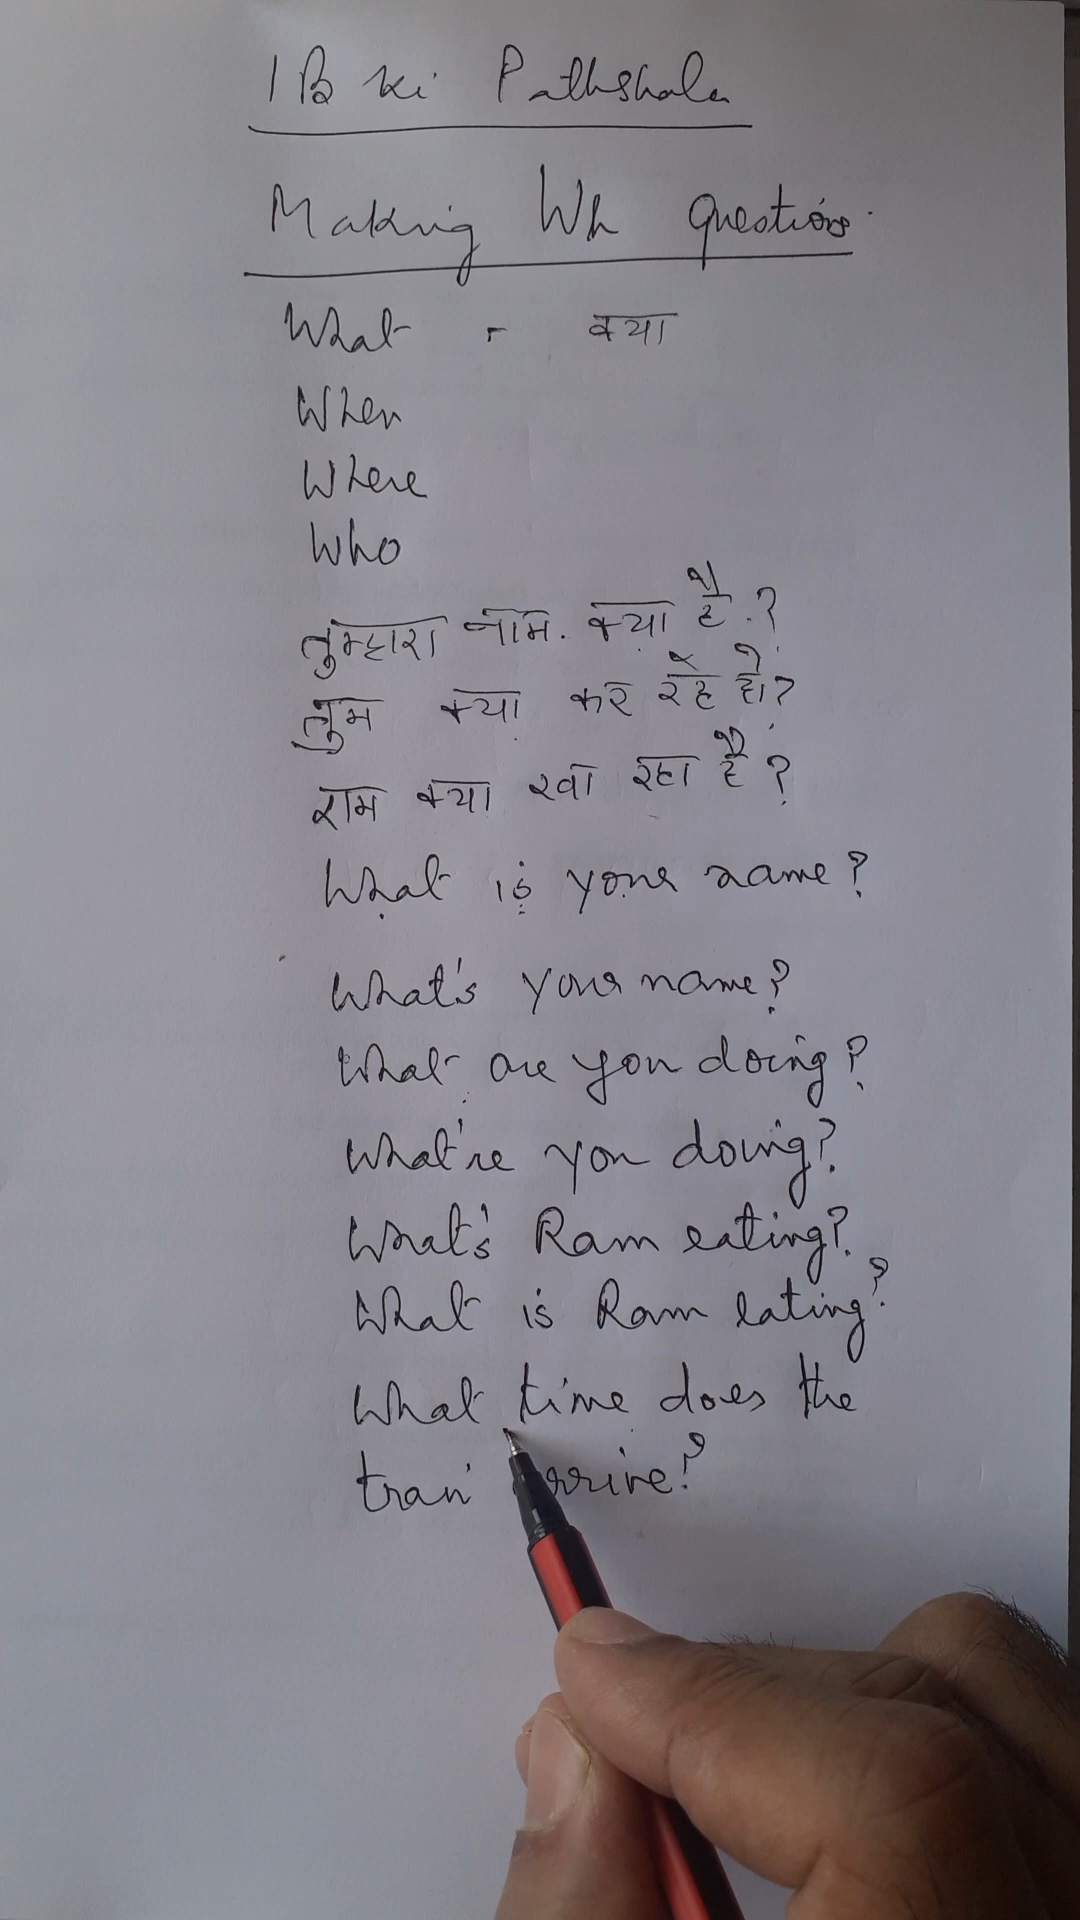 IB ki Pathshala
Making Wh Questions
What - क्या
When
Where
Who
तुम्हारा नाम क्या है ?
तुम क्या कर रहे हो?
राम क्या खा रहा है ?
What is your name?
What's your name?
What are you doing?
What're you doing?
What's Ram eating?
What is Ram eating?
What time does the
train arrive?